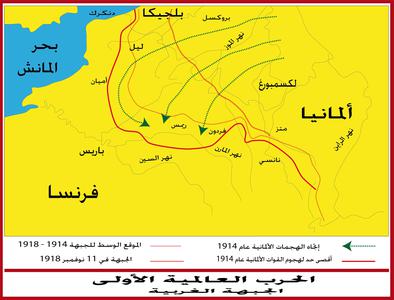 دنكرك
بلجيكا
بروكسل
بحر
المانش
ليل
نهر الموز
أميان
لكسمبورغ
ألمانيا
نهر الراين
ريمس
فردون
متز
باريس
نهر المارن
نهر السين
نانسي
فرنسا
إتجاه الهجمات الألمانية عام 1914
الموقع الوسط للجبهة 1914 - 1918
أقصى حد لهجوم القوات الألمانية عام 1914
الجبهة في 11 نوفمبر 1918
الحرب العالمية الأولى
الجبهة الغربية